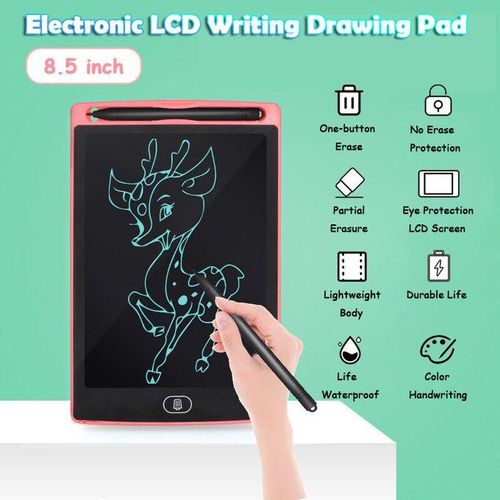 Electronic LCD Writing Drawing Pad
8.5 inch
One-button
Erase
No Erase
Protection
Partial
Erasure
Eye Protection
LCD Screen
Lightweight
Body
Durable Life
Life
Waterproof
Color
Handwriting